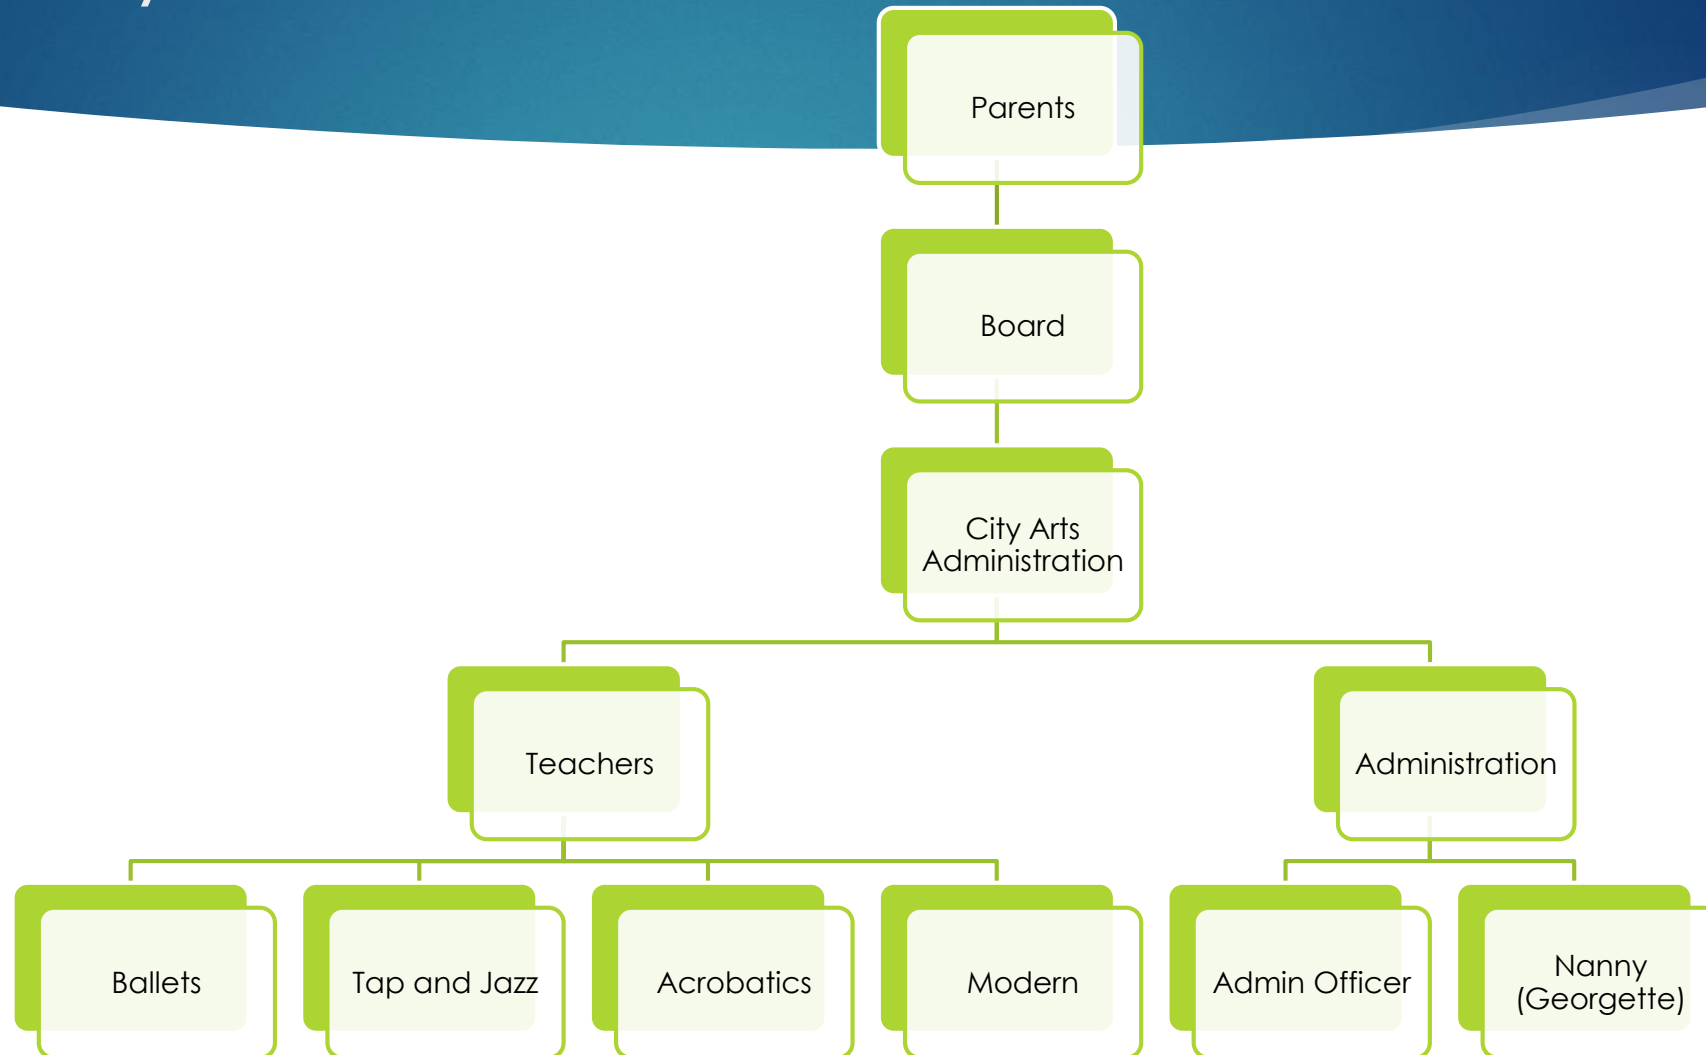 Parents
Board
City Arts
Administration
Teachers
Administration
Ballets
Tap and Jazz
Acrobatics
Modern
Admin Officer
Nanny
(Georgette)